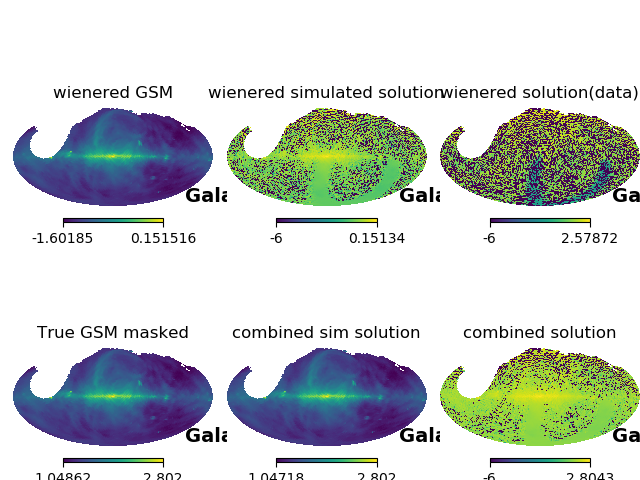 wienered GSM wienered simulated solution wienered solution(data)
Gala Gala Ga
-1.60185 0.151516 -6 0.15134 -6 2.57872
True GSM masked combined sim solution combined solution
Gala Gala Ga
1.04862 2.802 1.04718 2.802 -6 2.8043